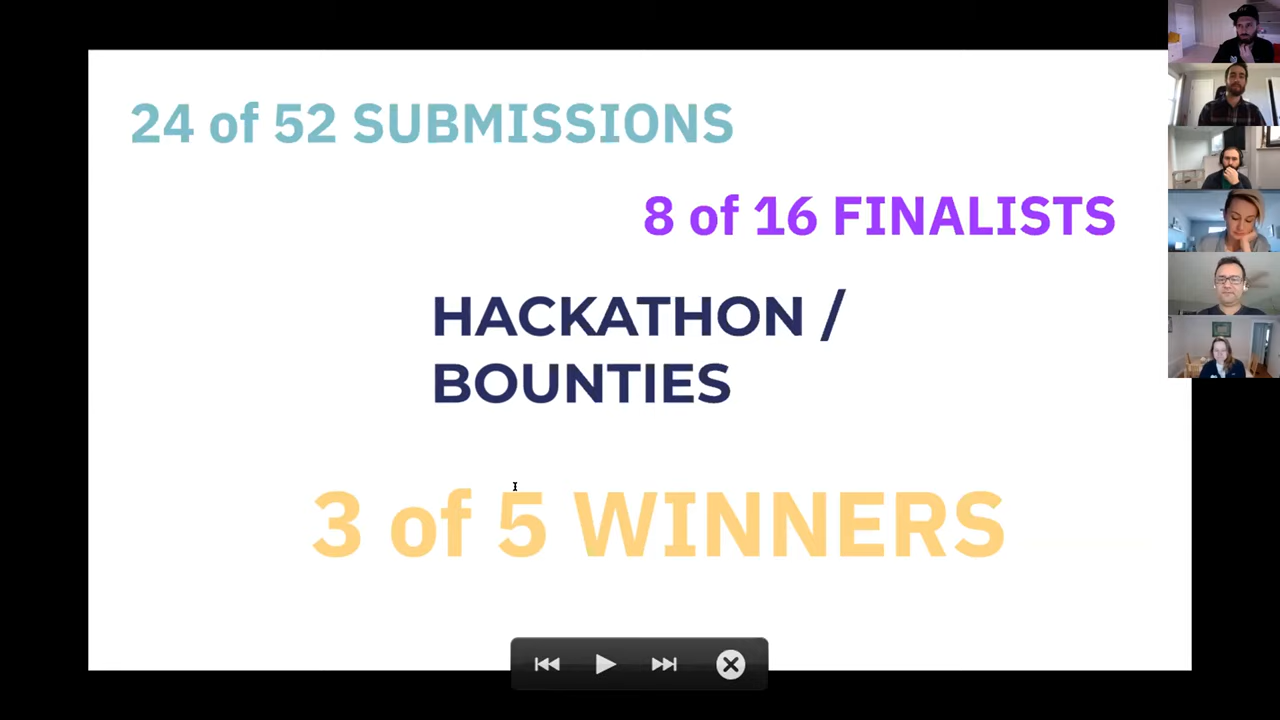 24 of 52 SUBMISSIONS
8 of 16 FINALISTS
HACKATHON /
BOUNTIES
3 of 5 WINNERS